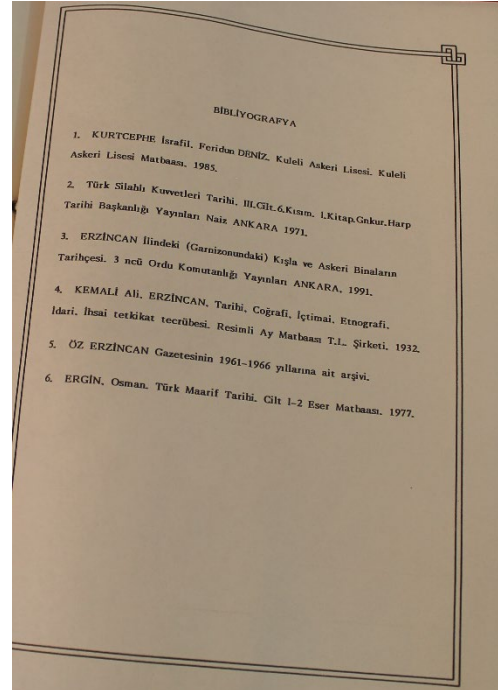 BİBLİYOGRAFYA
1. KURTCEPHE İsrafil, Feridun DENİZ, Kuleli Askeri Lisesi. Kuleli
Askeri Lisesi Matbaası, 1985.
2. Türk Silahlı Kuvvetleri Tarihi, III.Cilt.6.Kısım. 1.Kitap.Gnkur.Harp
Tarihi Başkanlığı Yayınları Naiz ANKARA 1971.
3. ERZİNCAN İlindeki (Garnizonundaki) Kışla ve Askeri Binaların
Tarihçesi. 3 ncü Ordu Komutanlığı Yayınları ANKARA, 1991.
4. KEMALİ Ali, ERZİNCAN, Tarihi, Coğrafi, İçtimai, Etnografi,
Idari, İhsai tetkikat tecrübesi. Resimli Ay Matbaası T.L. Şirketi, 1932.
5. ÖZ ERZİNCAN Gazetesinin 1961-1966 yıllarına ait arşivi.
6. ERGİN, Osman. Türk Maarif Tarihi. Cilt 1-2 Eser Matbaası. 1977.